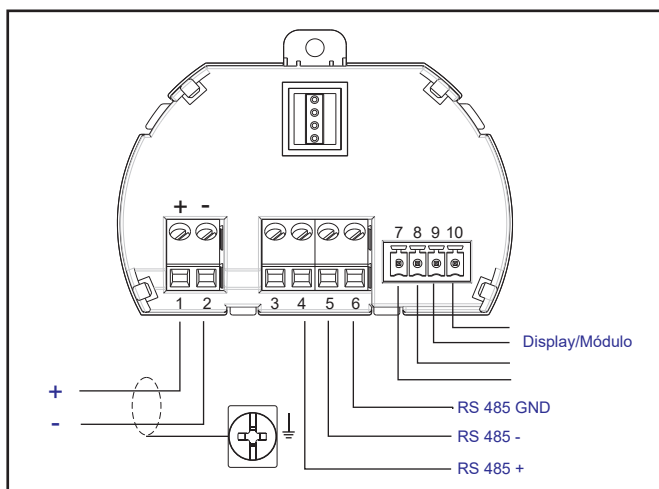 + -
7 8 9 10
1 2 3 4 5 6
Display/Módulo
+
RS 485 GND
-
RS 485 -
RS 485 +